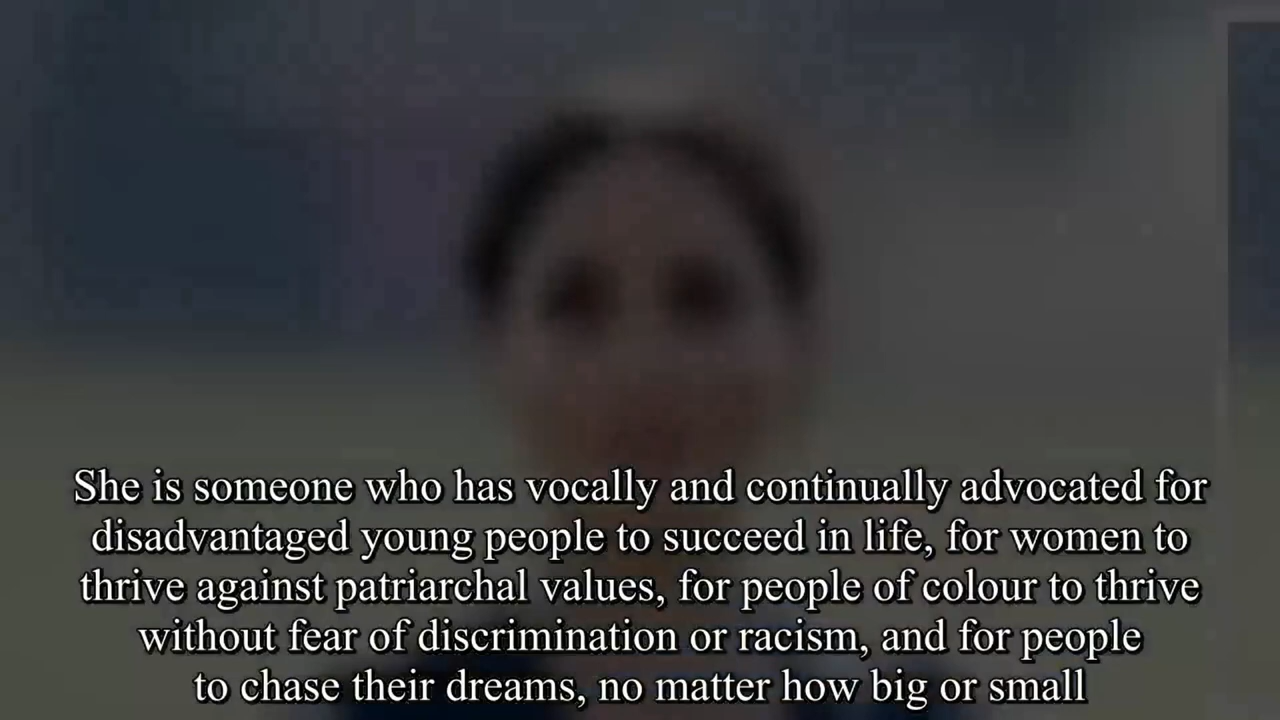 She is someone who has vocally and continually advocated for
disadvantaged young people to succeed in life, for women to
thrive against patriarchal values, for people of colour to thrive
without fear of discrimination or racism, and for people
to chase their dreams, no matter how big or small